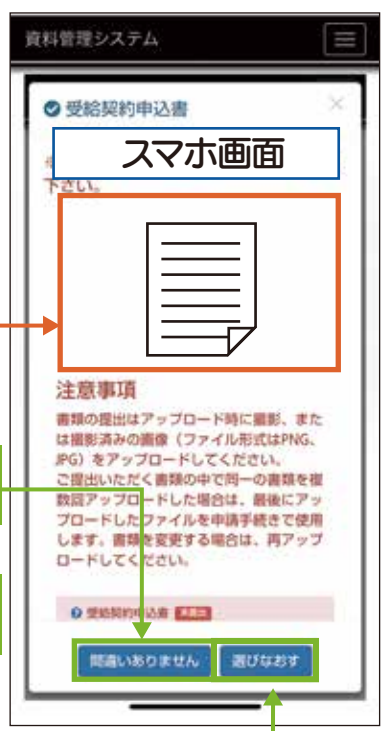 資料管理システム
受給契約申込書
スマホ画面
下さい。
注意事項
書類の提出はアップロード時に撮影、また
は撮影済みの画像（ファイル形式はPNG、
JPG）をアップロードしてください。
ご提出いただく書類の中で同一の書類を複
数回アップロードした場合は、最後にアッ
プロードしたファイルを申請手続きで使用
します。書類を変更する場合は、再アップ
ロードしてください。
受給契約申込書 未提出
間違いありません 選びなおす